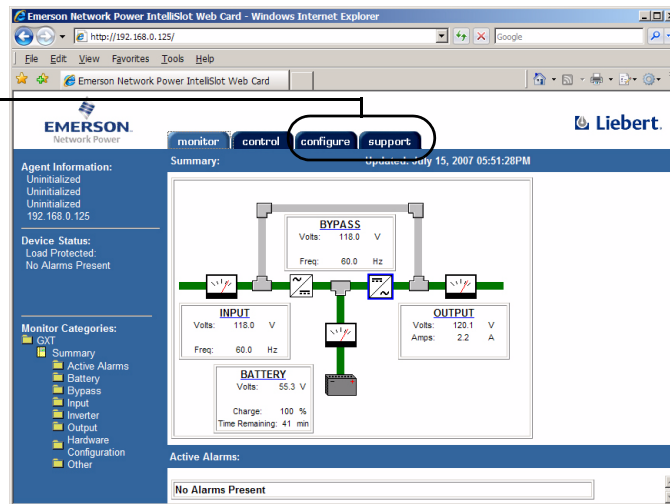 Emerson Network Power IntelliSlot Web Card - Windows Internet Explorer
http://192.168.0.125/
Google
File Edit View Favorites Tools Help
Emerson Network Power IntelliSlot Web Card
EMERSON.
Network Power
monitor control configure support
Liebert.
Summary: Updated: July 15, 2007 05:51:28PM
Agent Information:
Uninitialized
Uninitialized
Uninitialized
192.168.0.125
Device Status:
Load Protected:
No Alarms Present
Monitor Categories:
GXT
Summary
Active Alarms
Battery
Bypass
Input
Inverter
Output
Hardware
Configuration
Other
BYPASS
Volts: 118.0 V
Freq: 60.0 Hz
INPUT
Volts: 118.0 V
Freq: 60.0 Hz
OUTPUT
Volts: 120.1 V
Amps: 2.2 A
BATTERY
Volts: 55.3 V
Charge: 100 %
Time Remaining: 41 min
Active Alarms:
No Alarms Present